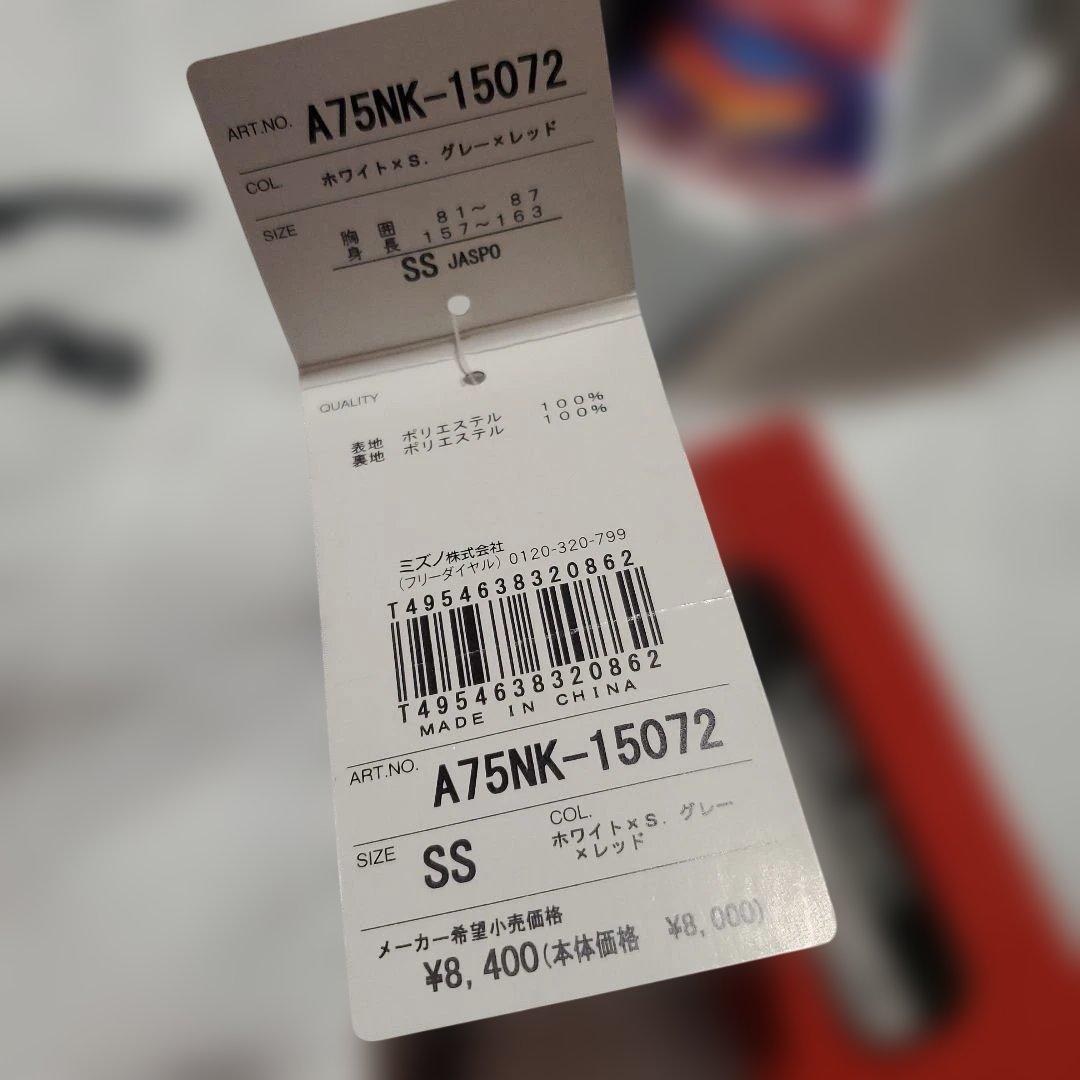 ART.NO. A75NK-15072
COL. ホワイト×S. グレー×レッド
SIZE 胸 囲 81~ 87
身 長 157~163
SS JASPO
QUALITY
表地 ポリエステル 100%
裏地 ポリエステル 100%
ミズノ株式会社
(フリーダイヤル) 0120-320-799
T4954638320862
T4954638320862
MADE IN CHINA
ART.NO. A75NK-15072
SIZE SS COL. ホワイト×S. グレー
×レッド
メーカー希望小売価格
¥8,400(本体価格 ¥8,000)